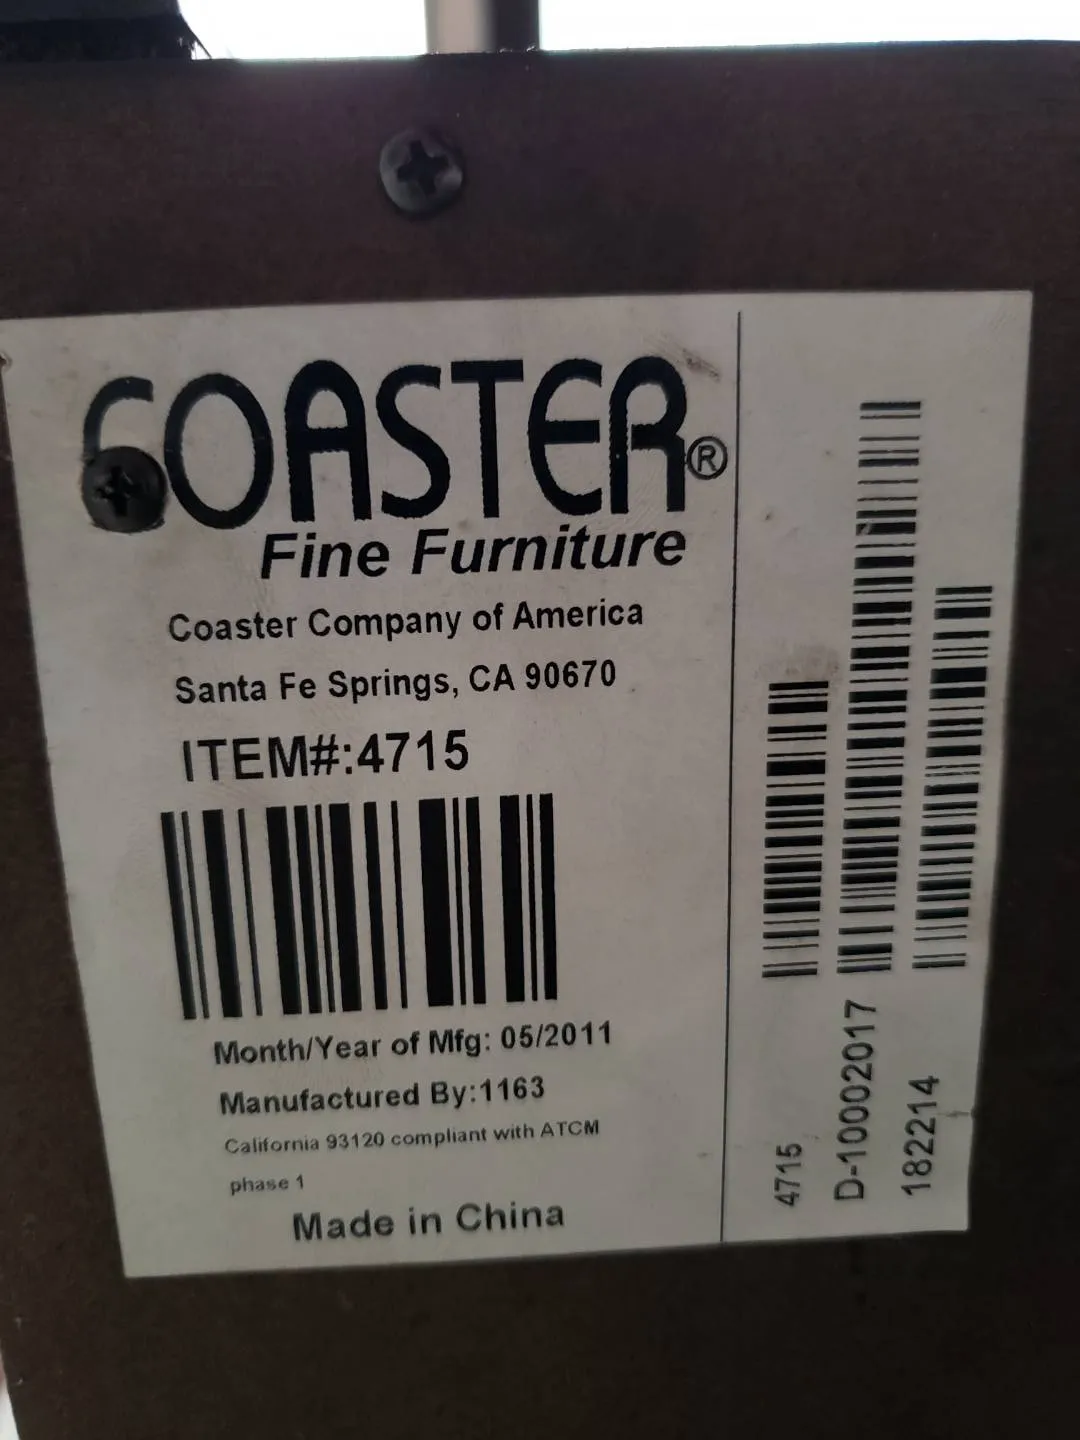 COASTER®
Fine Furniture
Coaster Company of America
Santa Fe Springs, CA 90670
ITEM#:4715
Month/Year of Mfg: 05/2011
Manufactured By:1163
California 93120 compliant with ATCM
phase 1
Made in China
4715
D-10002017
182214